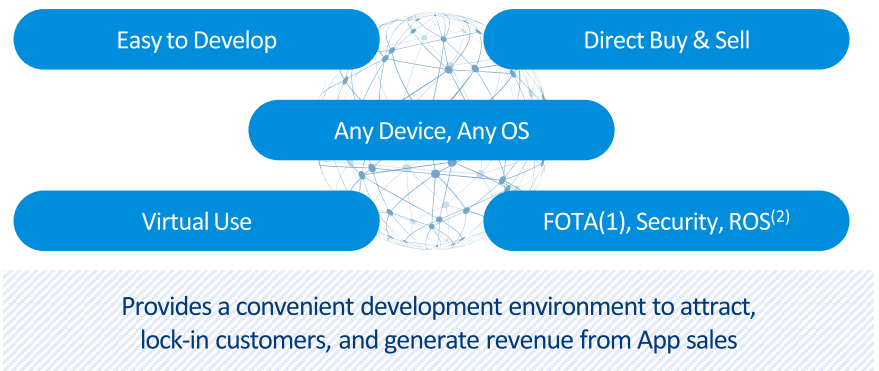 Easy to Develop
Direct Buy & Sell
Any Device, Any OS
Virtual Use
FOTA(1), Security, ROS(2)
Provides a convenient development environment to attract,
lock-in customers, and generate revenue from App sales